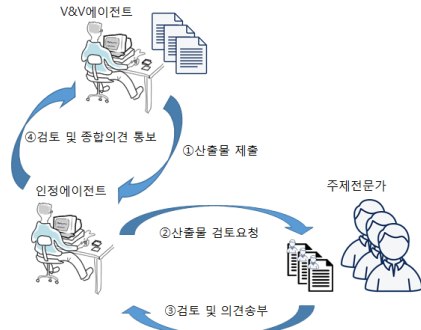 V&V에이전트
④검토 및 종합의견 통보
①산출물 제출
인정에이전트
주제전문가
②산출물 검토요청
③검토 및 의견송부